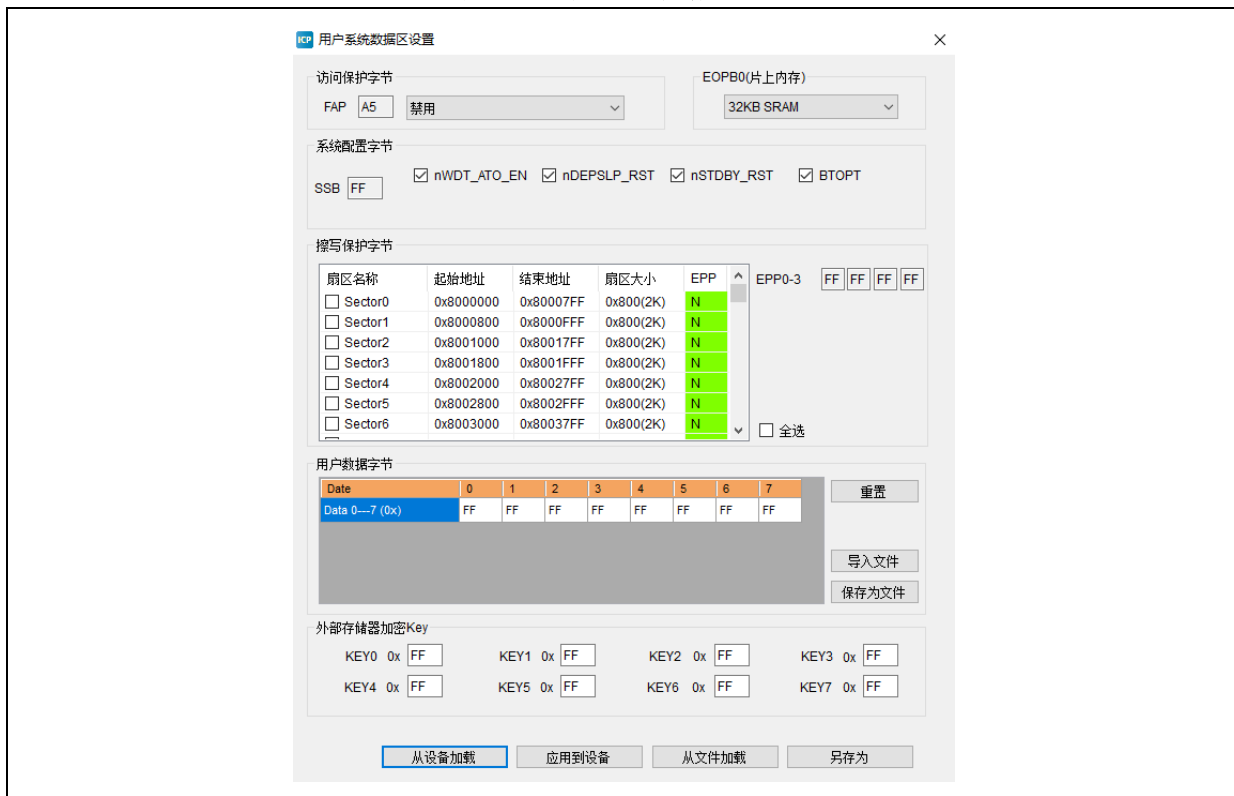 ICP 用户系统数据区设置
访问保护字节
FAP A5 禁用
EOPB0(片上内存)
32KB SRAM
系统配置字节
SSB FF nWDT_ATO_EN nDEPSLP_RST nSTDBY_RST BTOPT
擦写保护字节
扇区名称 起始地址 结束地址 扇区大小 EPP
Sector0 0x8000000 0x80007FF 0x800(2K) N
Sector1 0x8000800 0x8000FFF 0x800(2K) N
Sector2 0x8001000 0x80017FF 0x800(2K) N
Sector3 0x8001800 0x8001FFF 0x800(2K) N
Sector4 0x8002000 0x80027FF 0x800(2K) N
Sector5 0x8002800 0x8002FFF 0x800(2K) N
Sector6 0x8003000 0x80037FF 0x800(2K) N
EPP0-3 FF FF FF FF
全选
用户数据字节
Date 0 1 2 3 4 5 6 7
Data 0---7 (0x) FF FF FF FF FF FF FF FF
重置
导入文件
保存为文件
外部存储器加密Key
KEY0 0x FF KEY1 0x FF KEY2 0x FF KEY3 0x FF
KEY4 0x FF KEY5 0x FF KEY6 0x FF KEY7 0x FF
从设备加载 应用到设备 从文件加载 另存为